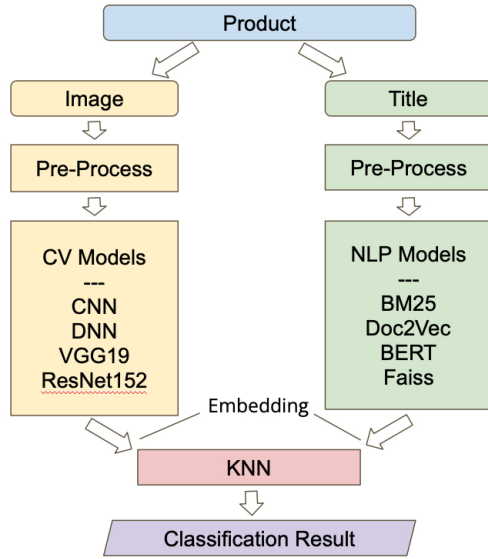 Product
Image
Title
Pre-Process
Pre-Process
CV Models
---
CNN
DNN
VGG19
ResNet152
NLP Models
---
BM25
Doc2Vec
BERT
Faiss
Embedding
KNN
Classification Result